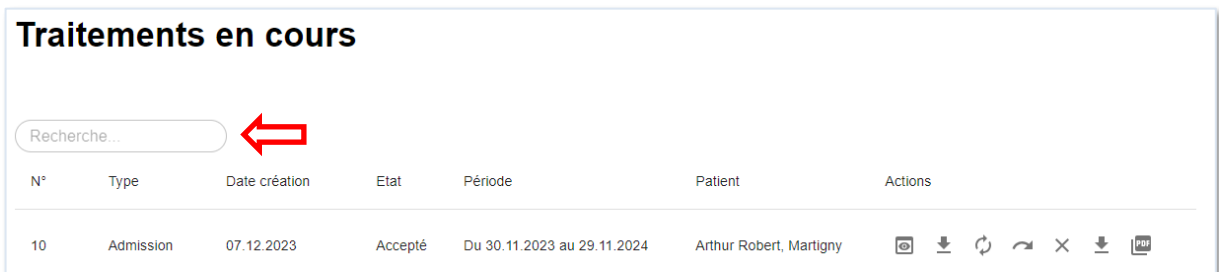 Traitements en cours
Recherche...
N° Type Date création Etat Période Patient Actions
10 Admission 07.12.2023 Accepté Du 30.11.2023 au 29.11.2024 Arthur Robert, Martigny PDF